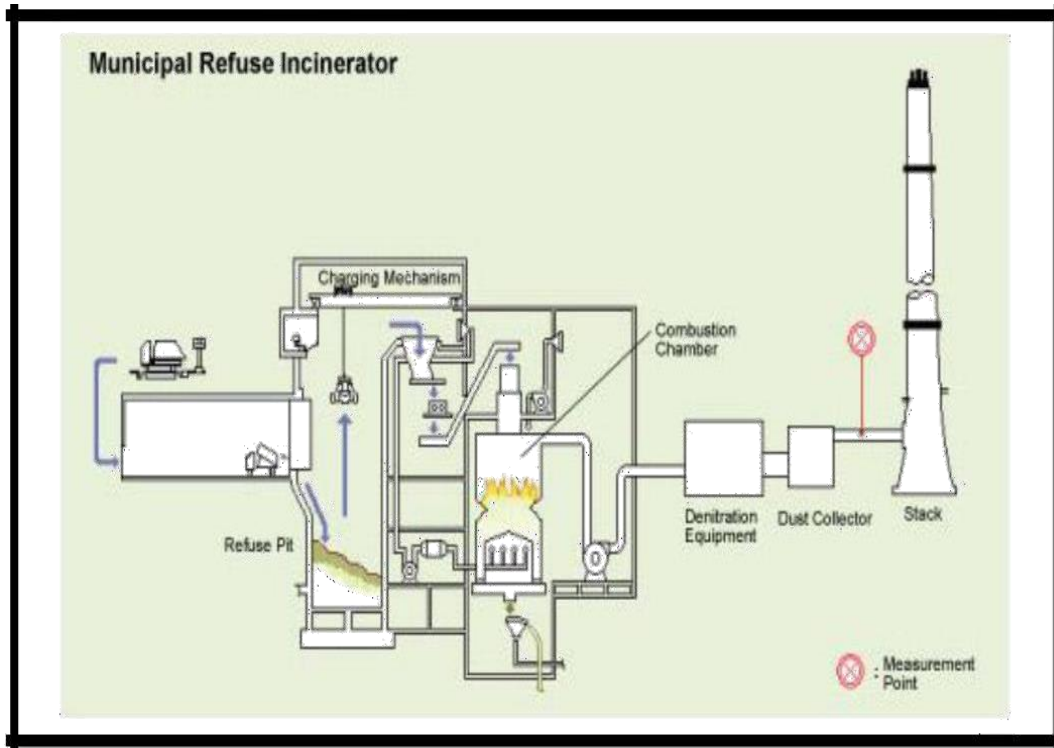 Municipal Refuse Incinerator
Charging Mechanism
Combustion
Chamber
Refuse Pit
Denitration
Equipment
Dust Collector
Stack
: Measurement
Point